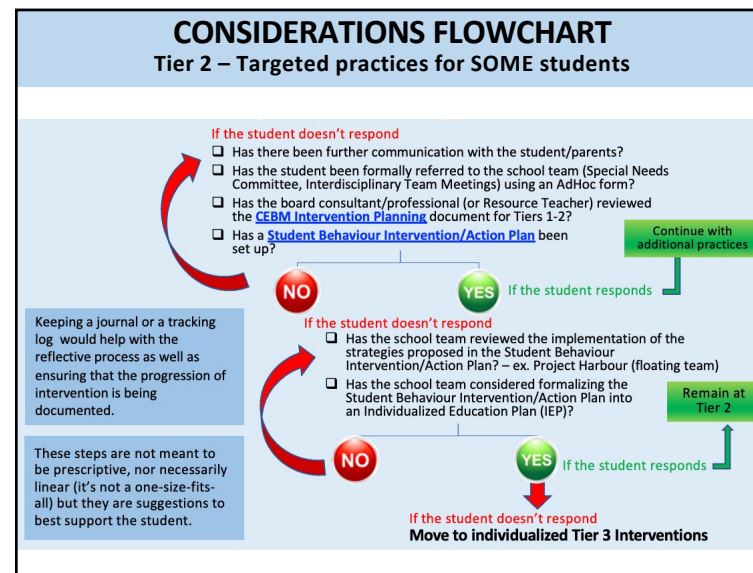 CONSIDERATIONS FLOWCHART
Tier 2 – Targeted practices for SOME students
If the student doesn't respond
❑ Has there been further communication with the student/parents?
❑ Has the student been formally referred to the school team (Special Needs
Committee, Interdisciplinary Team Meetings) using an AdHoc form?
❑ Has the board consultant/professional (or Resource Teacher) reviewed
the CEBM Intervention Planning document for Tiers 1-2?
❑ Has a Student Behaviour Intervention/Action Plan been
set up?
Continue with
additional practices
NO
YES
If the student responds
Keeping a journal or a tracking
log would help with the
reflective process as well as
ensuring that the progression of
intervention is being
documented.
If the student doesn't respond
❑ Has the school team reviewed the implementation of the
strategies proposed in the Student Behaviour
Intervention/Action Plan? – ex. Project Harbour (floating team)
❑ Has the school team considered formalizing the
Student Behaviour Intervention/Action Plan into
an Individualized Education Plan (IEP)?
Remain at
Tier 2
These steps are not meant to
be prescriptive, nor necessarily
linear (it's not a one-size-fits-
all) but they are suggestions to
best support the student.
NO
YES
If the student responds
If the student doesn't respond
Move to individualized Tier 3 Interventions